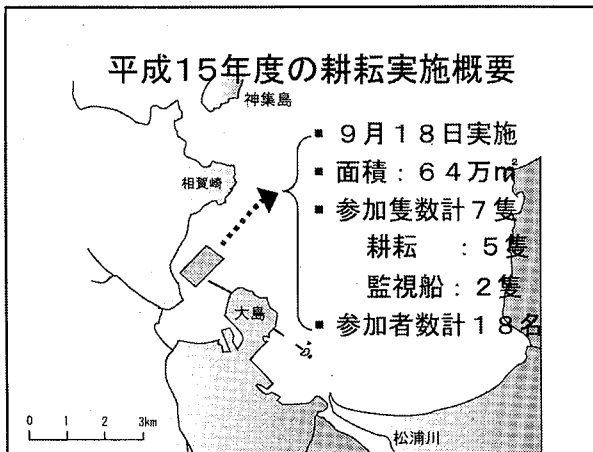 平成15年度の耕耘実施概要
神集島
■ 9月18日実施
相賀崎
■ 面積：64万㎡
■ 参加隻数計7隻
耕耘　：5隻
監視船：2隻
大島
■ 参加者数計18名
0 1 2 3km
松浦川